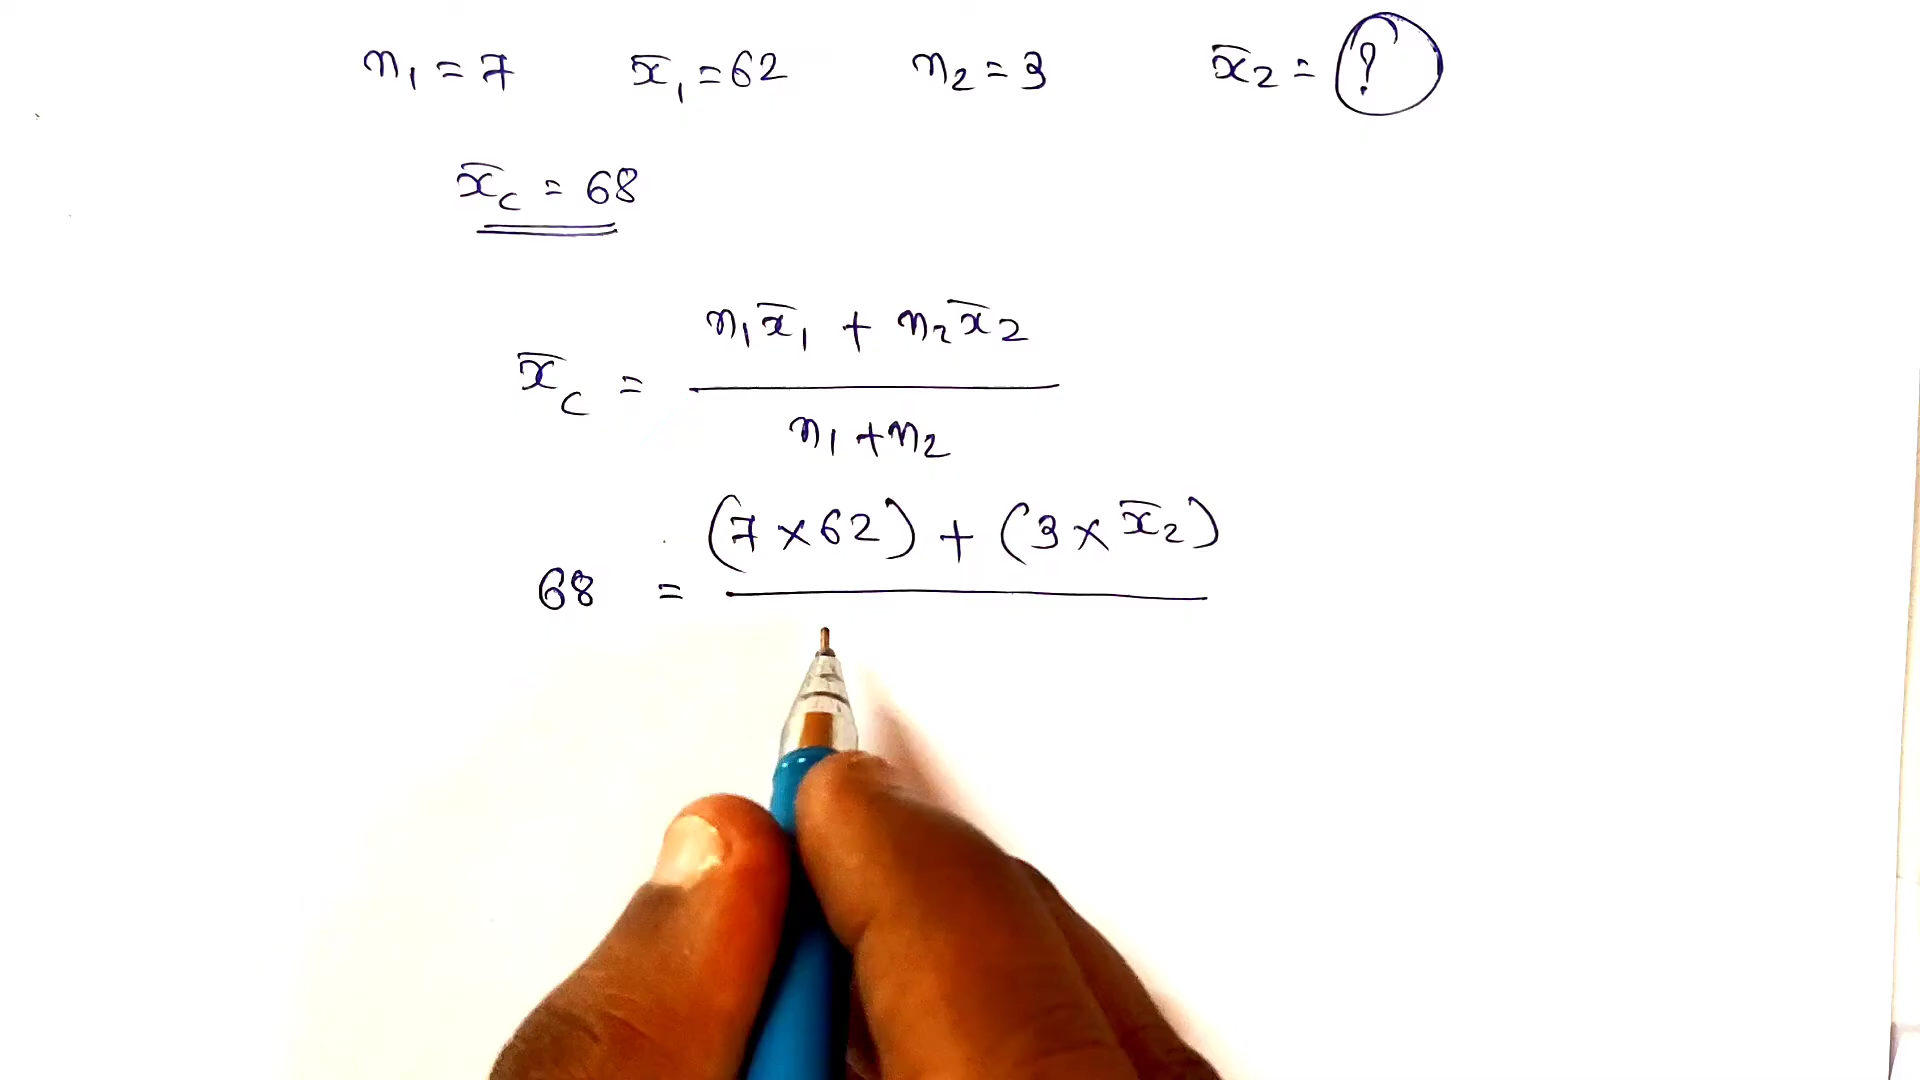 n₁ = 7 x̄₁ = 62 n₂ = 3 x̄₂ = ?
x̄c = 68
x̄c = (n₁x̄₁ + n₂x̄₂) / (n₁ + n₂)
68 = (7 × 62) + (3 × x̄₂)